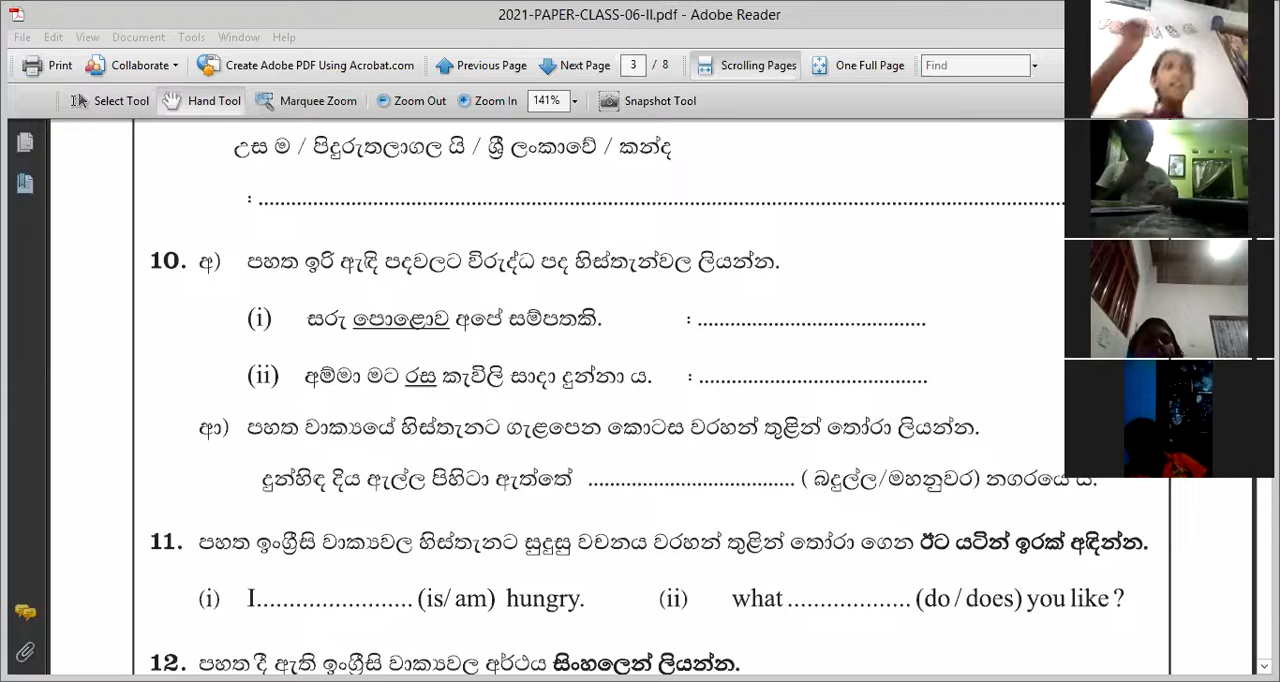 2021-PAPER-CLASS-06-II.pdf - Adobe Reader
File Edit View Document Tools Window Help
Print Collaborate Create Adobe PDF Using Acrobat.com Previous Page Next Page 3 / 8 Scrolling Pages One Full Page Find
Select Tool Hand Tool Marquee Zoom Zoom Out Zoom In 141% Snapshot Tool
උස ම / පිදුරුතලාගල යි / ශ්‍රී ලංකාවේ / කන්ද
: ..............................................................................
10. අ) පහත ඉරි ඇඳි පදවලට විරුද්ධ පද හිස්තැන්වල ලියන්න.
(i) සරු පොළොව අපේ සම්පතකි. : ..........................................
(ii) අම්මා මට රස කැවිලි සාදා දුන්නා ය. : ..........................................
ආ) පහත වාක්‍යයේ හිස්තැනට ගැළපෙන කොටස වරහන් තුළින් තෝරා ලියන්න.
දුන්හිඳ දිය ඇල්ල පිහිටා ඇත්තේ ..................................... ( බදුල්ල/මහනුවර) නගරයේ ය.
11. පහත ඉංග්‍රීසි වාක්‍යවල හිස්තැනට සුදුසු වචනය වරහන් තුළින් තෝරා ගෙන ඊට යටින් ඉරක් අඳින්න.
(i) I........................ (is/ am) hungry. (ii) what ................... (do / does) you like ?
12. පහත දී ඇති ඉංග්‍රීසි වාක්‍යවල අර්ථය සිංහලෙන් ලියන්න.